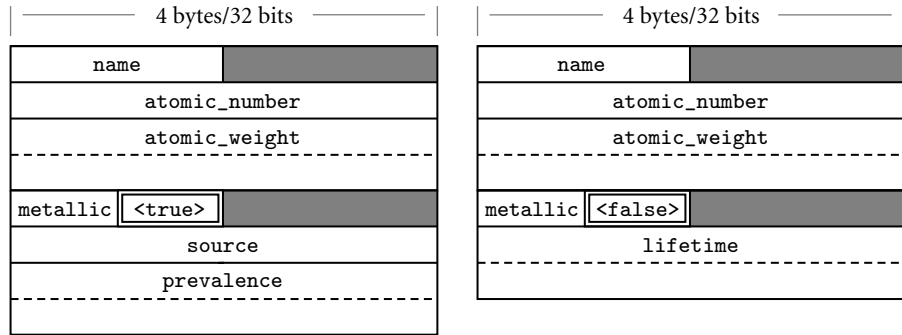 4 bytes/32 bits
name
atomic_number
atomic_weight
metallic <true>
source
prevalence
4 bytes/32 bits
name
atomic_number
atomic_weight
metallic <false>
lifetime